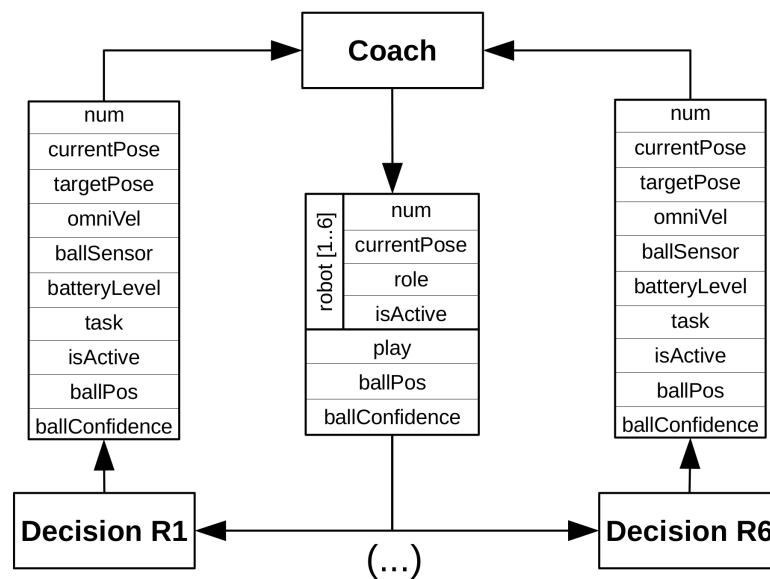 Coach
num
currentPose
targetPose
omniVel
ballSensor
batteryLevel
task
isActive
ballPos
ballConfidence
robot [1..6]
num
currentPose
role
isActive
play
ballPos
ballConfidence
num
currentPose
targetPose
omniVel
ballSensor
batteryLevel
task
isActive
ballPos
ballConfidence
Decision R1
(...)
Decision R6